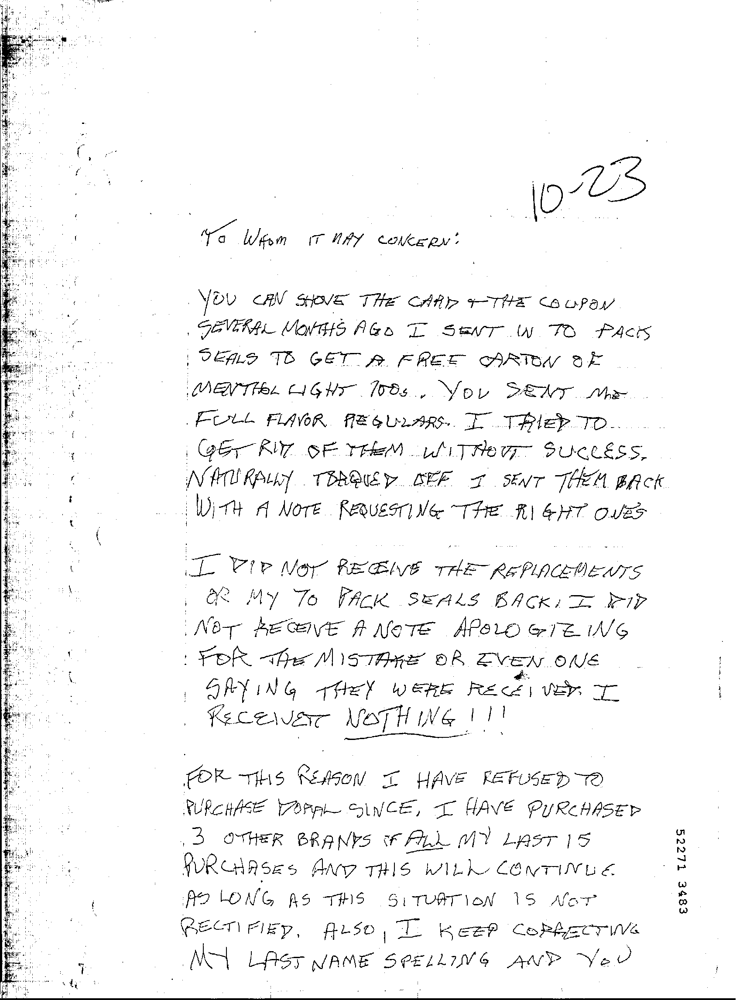 10-23
To WHOM IT MAY CONCERN:
YOU CAN SHOVE THE CARD + THE COUPON
SEVERAL MONTHS AGO I SENT IN 70 PACK
SEALS TO GET A FREE CARTON OF
MENTHOL LIGHT 100s. YOU SENT ME
FULL FLAVOR REGULARS. I TRIED TO
GET RID OF THEM WITHOUT SUCCESS.
NATURALLY TORQUED OFF I SENT THEM BACK
WITH A NOTE REQUESTING THE RIGHT ONES
I DID NOT RECEIVE THE REPLACEMENTS
OR MY 70 PACK SEALS BACK. I DID
NOT RECEIVE A NOTE APOLOGIZING
FOR THE MISTAKE OR EVEN ONE
SAYING THEY WERE RECEIVED. I
RECEIVED NOTHING!!!
FOR THIS REASON I HAVE REFUSED TO
PURCHASE DORAL SINCE. I HAVE PURCHASED
3 OTHER BRANDS OF ALL MY LAST 15
PURCHASES AND THIS WILL CONTINUE
AS LONG AS THIS SITUATION IS NOT
RECTIFIED. ALSO, I KEEP CORRECTING
MY LAST NAME SPELLING AND YOU
52271 3483